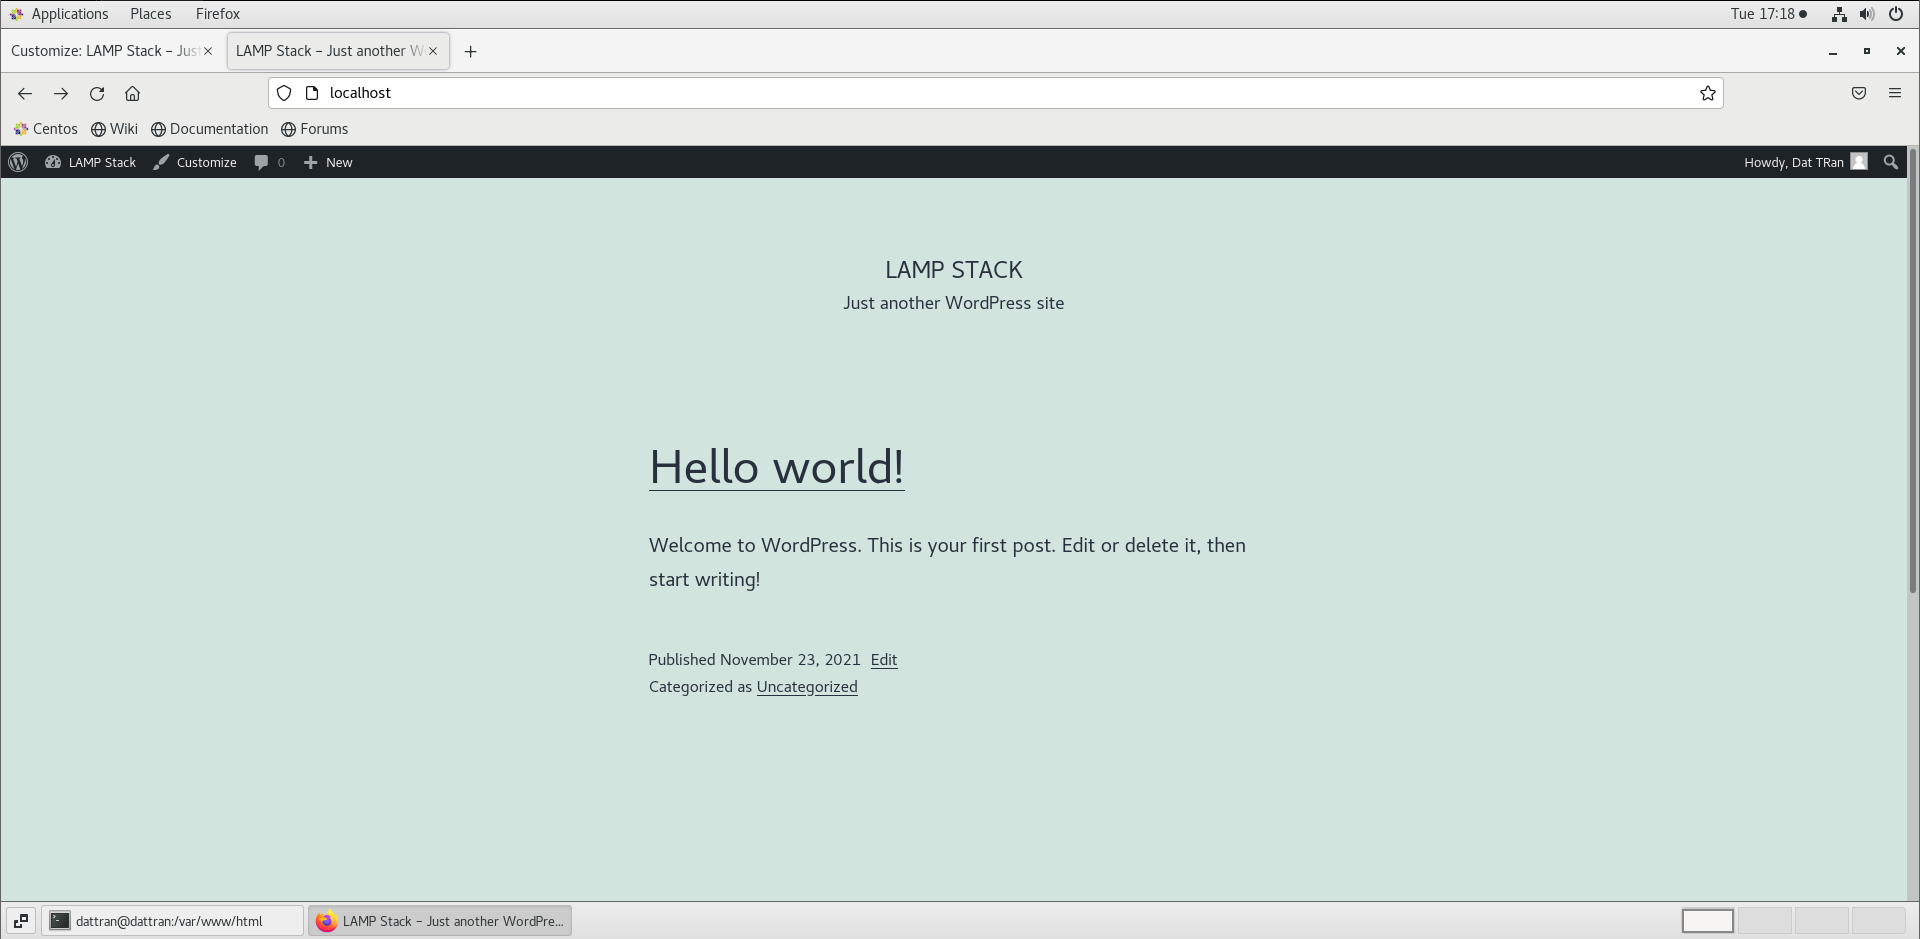 Applications Places Firefox Tue 17:18
Customize: LAMP Stack – Jus LAMP Stack – Just another W
localhost
Centos Wiki Documentation Forums
LAMP Stack Customize 0 New Howdy, Dat TRan
LAMP STACK
Just another WordPress site
Hello world!
Welcome to WordPress. This is your first post. Edit or delete it, then
start writing!
Published November 23, 2021 Edit
Categorized as Uncategorized
dattran@dattran:/var/www/html LAMP Stack – Just another WordPre...